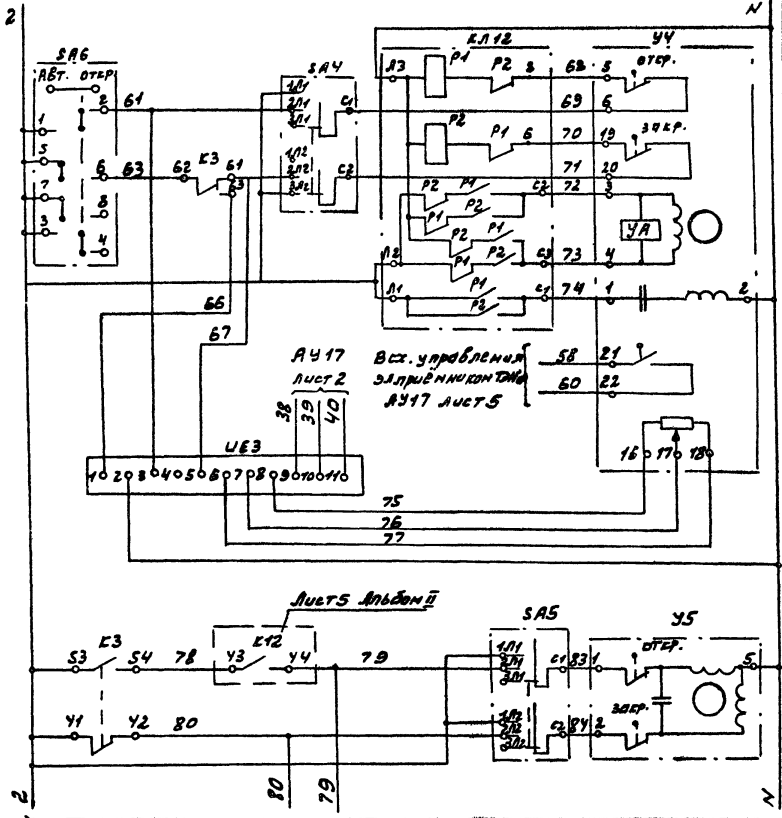 2 N
SA6
АВТ. ОТКР
1 2 61
5
6 63 62 К3 61
63
7
8
3
4
SA4
1Л1
2Л1 С1
3Л1
1Л2
2Л2 С2
3Л2
КЛ12
Л3 Р1 Р2 8 68
69
Р2 Р1 6 70
71
Р2 Р1 С2 72
Р1 Р2
Р2 Р1
Л2 Р1 Р2 С3 73
Л1 Р1 С1 74
Р2
У4
5 ОТКР.
6
19 ЗАКР.
20
3
УА
4
1 2
66
67
АУ17
Лист 2
38 39 40
Всх. управления 58 21
эл.приёмником 60 22
АУ17 Лист 5
16 17 18
ИЕ3
1 2 3 4 5 6 7 8 9 10 11
75
76
77
Лист 5 Альбом II
К3 К12
53 54 78 43 44 79
41 42 80
80 79
SA5
1Л1
2Л1 С1 83
3Л1
1Л2
2Л2 С2 84
3Л2
У5
1 ОТКР. 5
2 ЗАКР.
2 N